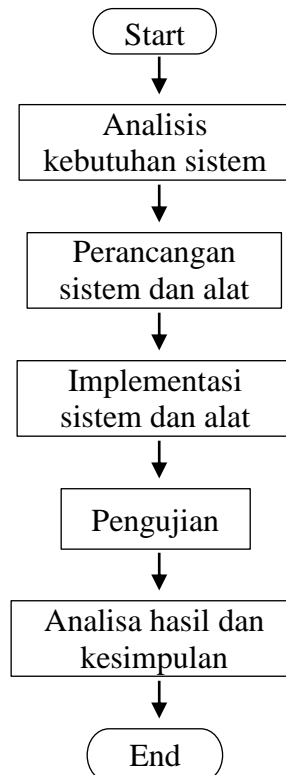 Start
Analisis
kebutuhan sistem
Perancangan
sistem dan alat
Implementasi
sistem dan alat
Pengujian
Analisa hasil dan
kesimpulan
End